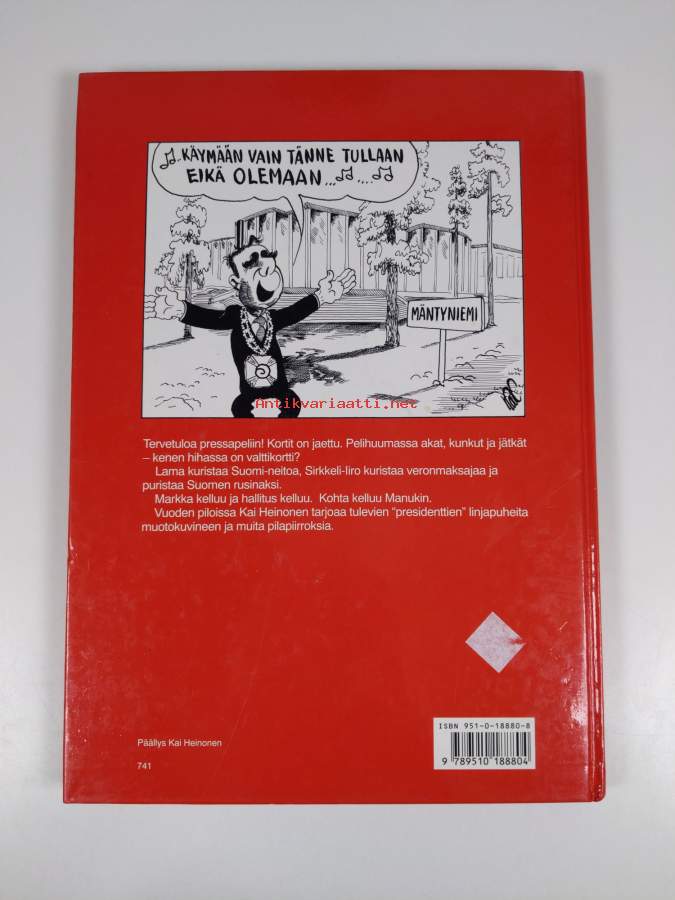 ..KÄYMÄÄN VAIN TÄNNE TULLAAN
EIKÄ OLEMAAN... ....
MÄNTYNIEMI
Antikvariaatti.net
Tervetuloa pressapeliin! Kortit on jaettu. Pelihuumassa akat, kunkut ja jätkät
– kenen hihassa on valttikortti?
Lama kuristaa Suomi-neitoa, Sirkkeli-Iiro kuristaa veronmaksajaa ja
puristaa Suomen rusinaksi.
Markka kelluu ja hallitus kelluu. Kohta kelluu Manukin.
Vuoden piloissa Kai Heinonen tarjoaa tulevien "presidenttien" linjapuheita
muotokuvineen ja muita pilapiirroksia.
ISBN 951-0-18880-8
9 789510 188804
Päällys Kai Heinonen
741